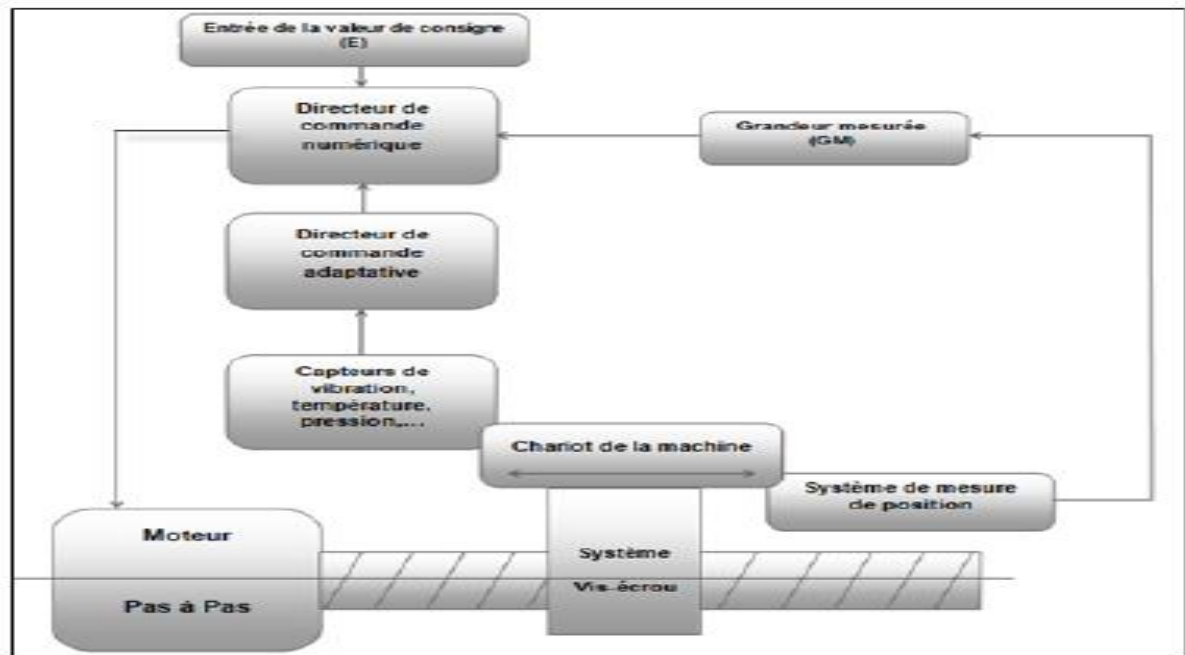 Entrée de la valeur de consigne
(E)
Directeur de
commande
numérique
Grandeur mesurée
(GM)
Directeur de
commande
adaptative
Capteurs de
vibration,
température,
pression,...
Chariot de la machine
Système de mesure
de position
Moteur
Pas à Pas
Système
Vis-écrou